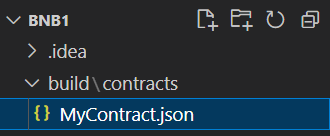 BNB1
.idea
build\contracts
{} MyContract.json